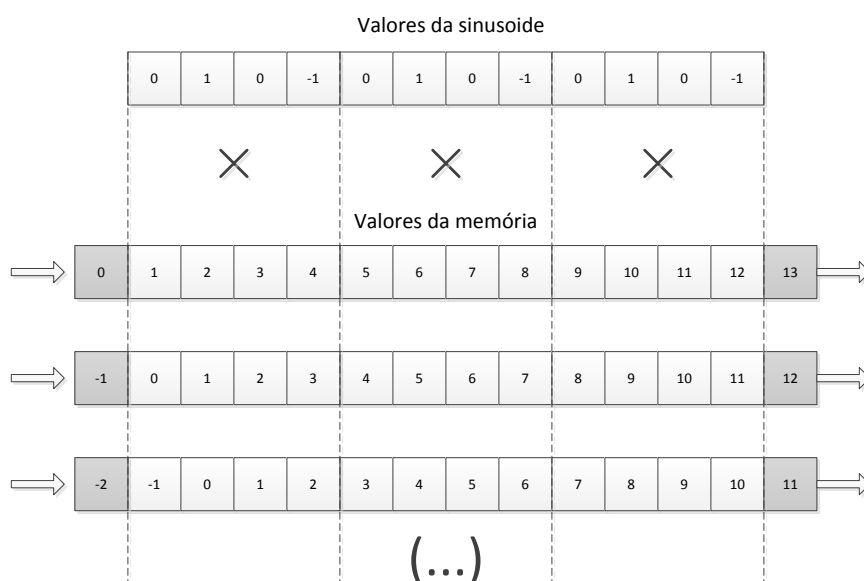 Valores da sinusoide
0 1 0 -1 0 1 0 -1 0 1 0 -1
Valores da memória
0 1 2 3 4 5 6 7 8 9 10 11 12 13
-1 0 1 2 3 4 5 6 7 8 9 10 11 12
-2 -1 0 1 2 3 4 5 6 7 8 9 10 11
(...)